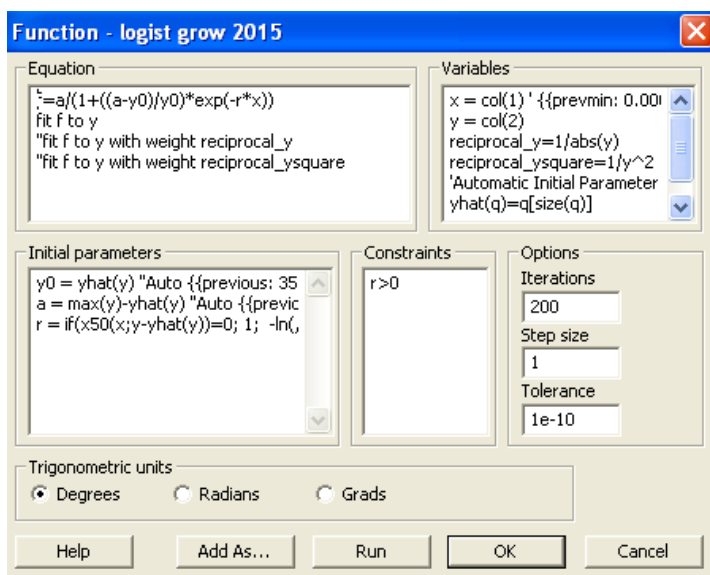 Function - logist grow 2015
Equation
=a/(1+((a-y0)/y0)*exp(-r*x))
fit f to y
"fit f to y with weight reciprocal_y
"fit f to y with weight reciprocal_ysquare
Variables
x = col(1) ' {{prevmin: 0.00
y = col(2)
reciprocal_y=1/abs(y)
reciprocal_ysquare=1/y^2
'Automatic Initial Parameter
yhat(q)=q[size(q)]
Initial parameters
y0 = yhat(y) "Auto {{previous: 35
a = max(y)-yhat(y) "Auto {{previc
r = if(x50(x;y-yhat(y))=0; 1; -ln(,
Constraints
r>0
Options
Iterations
200
Step size
1
Tolerance
1e-10
Trigonometric units
Degrees
Radians
Grads
Help
Add As...
Run
OK
Cancel